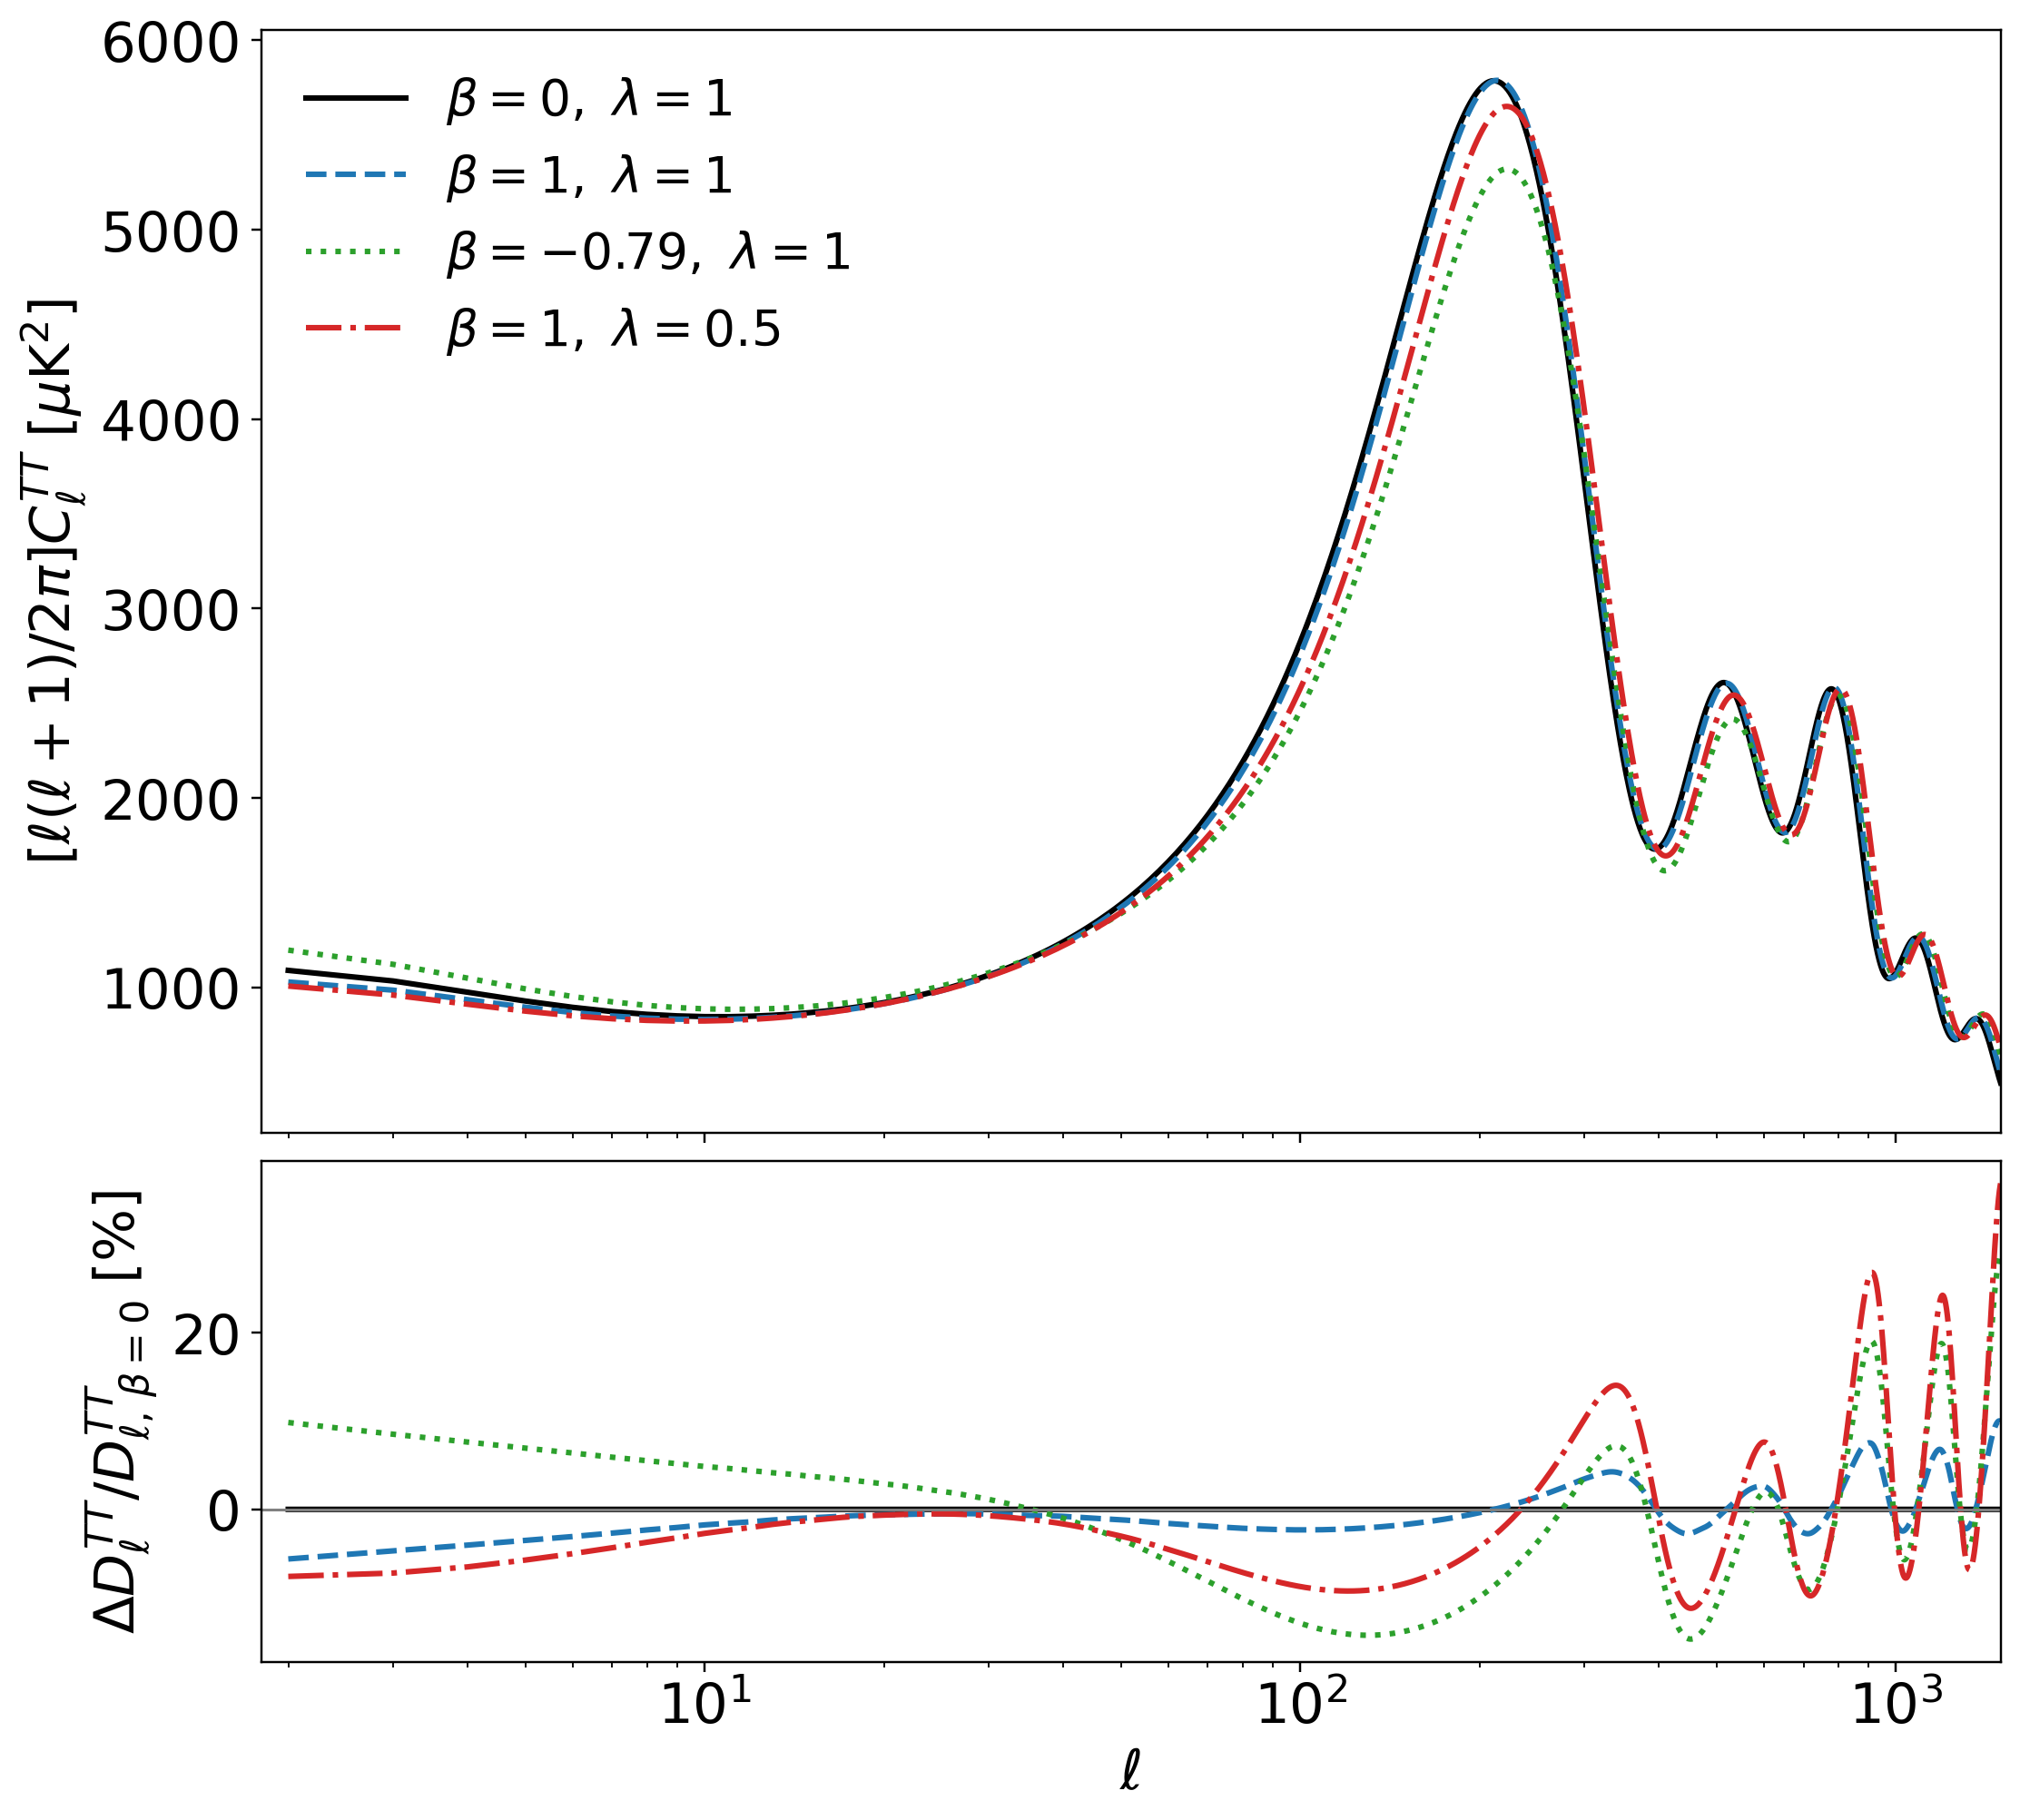 6000
5000
4000
3000
2000
1000
[ℓ(ℓ + 1)/2π]C_ℓ^{TT} [μK²]
β = 0, λ = 1
β = 1, λ = 1
β = −0.79, λ = 1
β = 1, λ = 0.5
20
0
ΔD_ℓ^{TT}/D_{ℓ, β = 0}^{TT} [%]
10¹ 10² 10³
ℓ